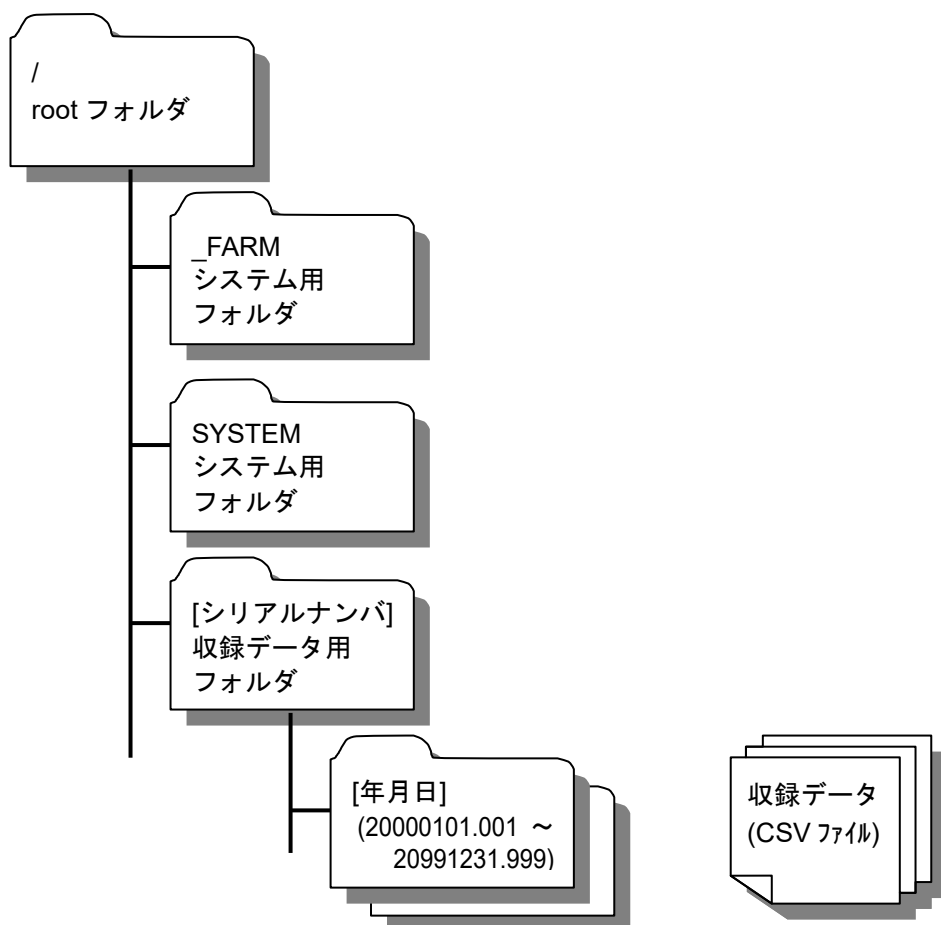 /
root フォルダ
_FARM
システム用
フォルダ
SYSTEM
システム用
フォルダ
[シリアルナンバ]
収録データ用
フォルダ
[年月日]
(20000101.001 ～
20991231.999)
収録データ
(CSV ﾌｧｲﾙ)